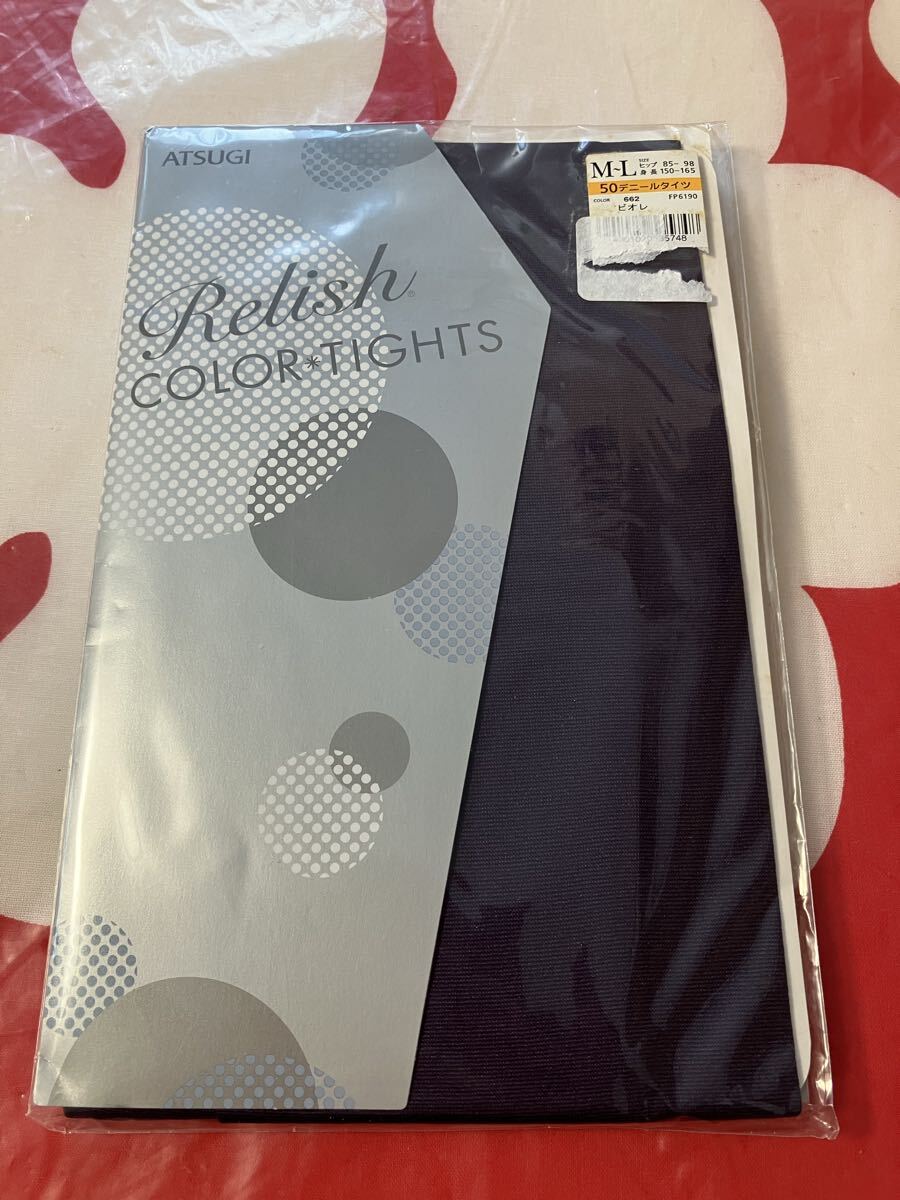 ATSUGI
Relish®
COLOR*TIGHTS
M~L SIZE ヒップ 85~98
身長 150-165
50デニールタイツ
COLOR 662 FP6190
ビオレ
5748